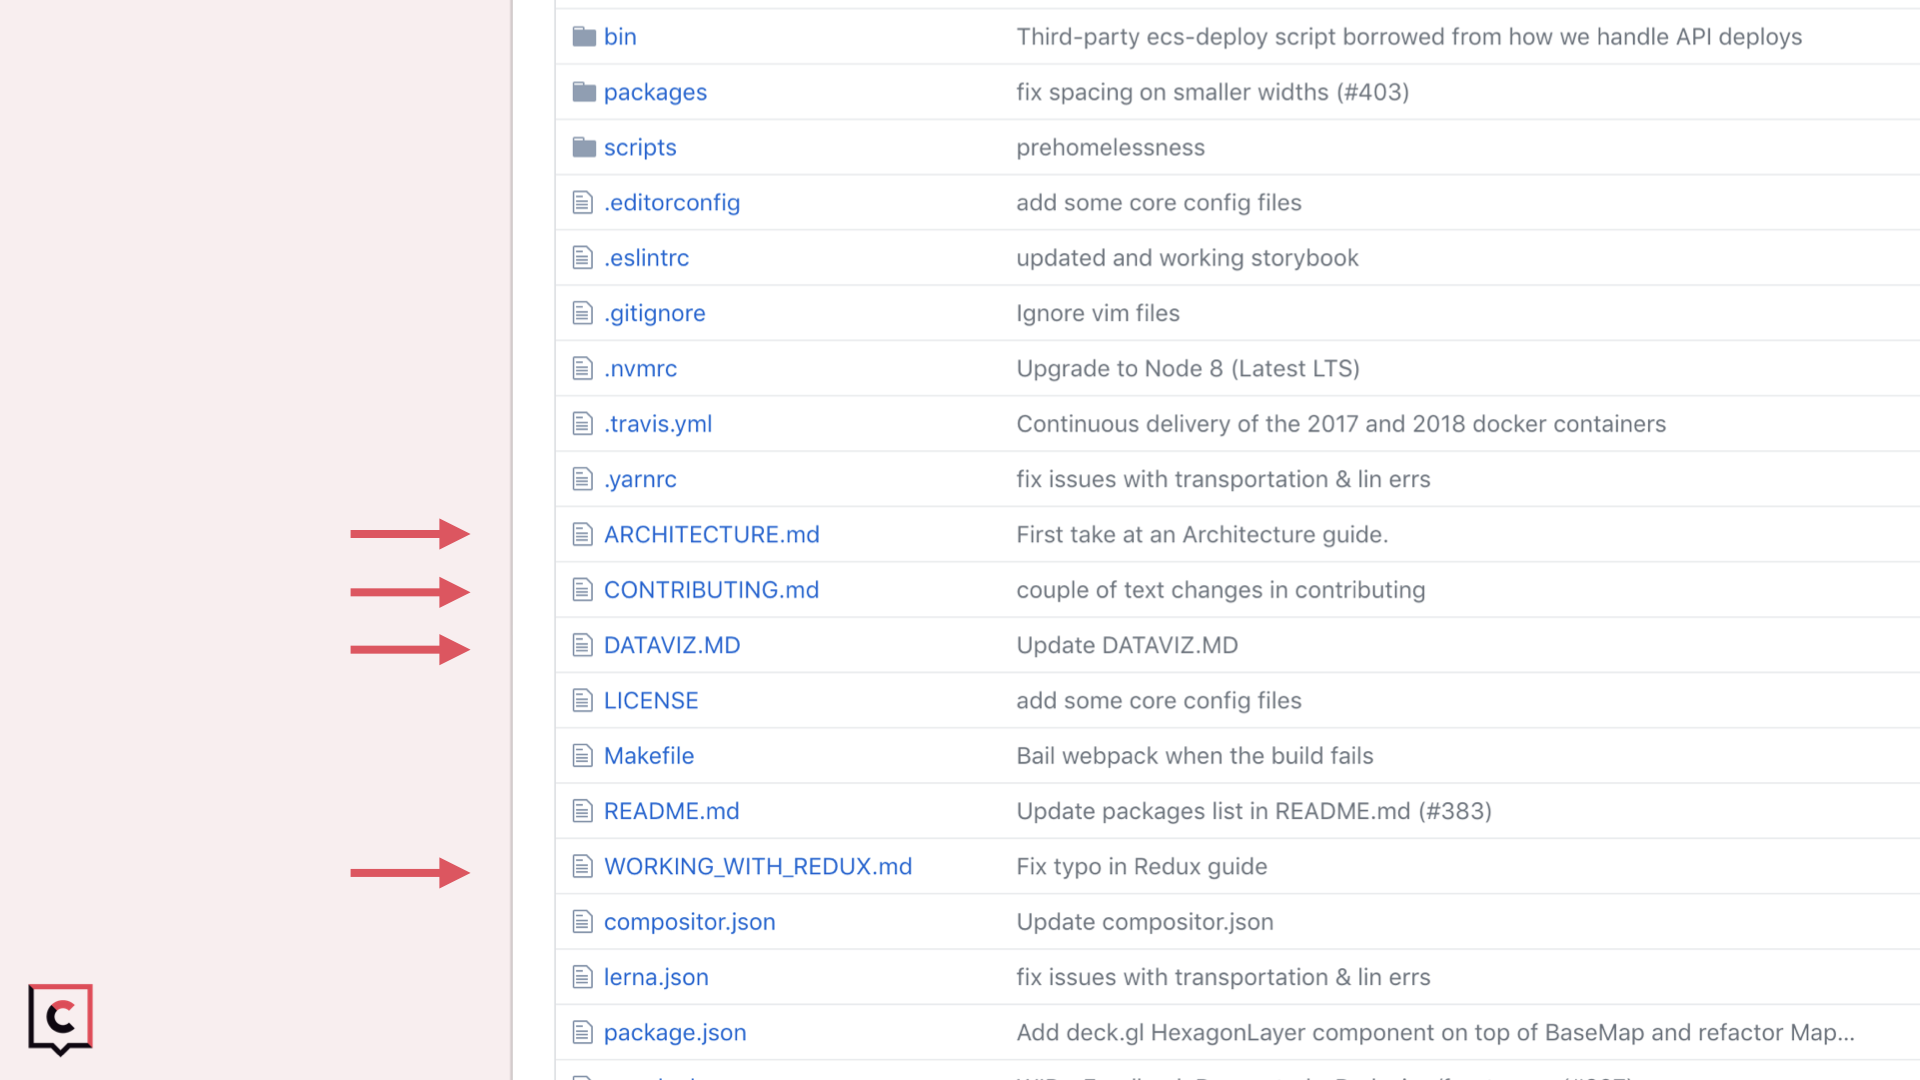 bin Third-party ecs-deploy script borrowed from how we handle API deploys
packages fix spacing on smaller widths (#403)
scripts prehomelessness
.editorconfig add some core config files
.eslintrc updated and working storybook
.gitignore Ignore vim files
.nvmrc Upgrade to Node 8 (Latest LTS)
.travis.yml Continuous delivery of the 2017 and 2018 docker containers
.yarnrc fix issues with transportation & lin errs
ARCHITECTURE.md First take at an Architecture guide.
CONTRIBUTING.md couple of text changes in contributing
DATAVIZ.MD Update DATAVIZ.MD
LICENSE add some core config files
Makefile Bail webpack when the build fails
README.md Update packages list in README.md (#383)
WORKING_WITH_REDUX.md Fix typo in Redux guide
compositor.json Update compositor.json
lerna.json fix issues with transportation & lin errs
package.json Add deck.gl HexagonLayer component on top of BaseMap and refactor Map...
C